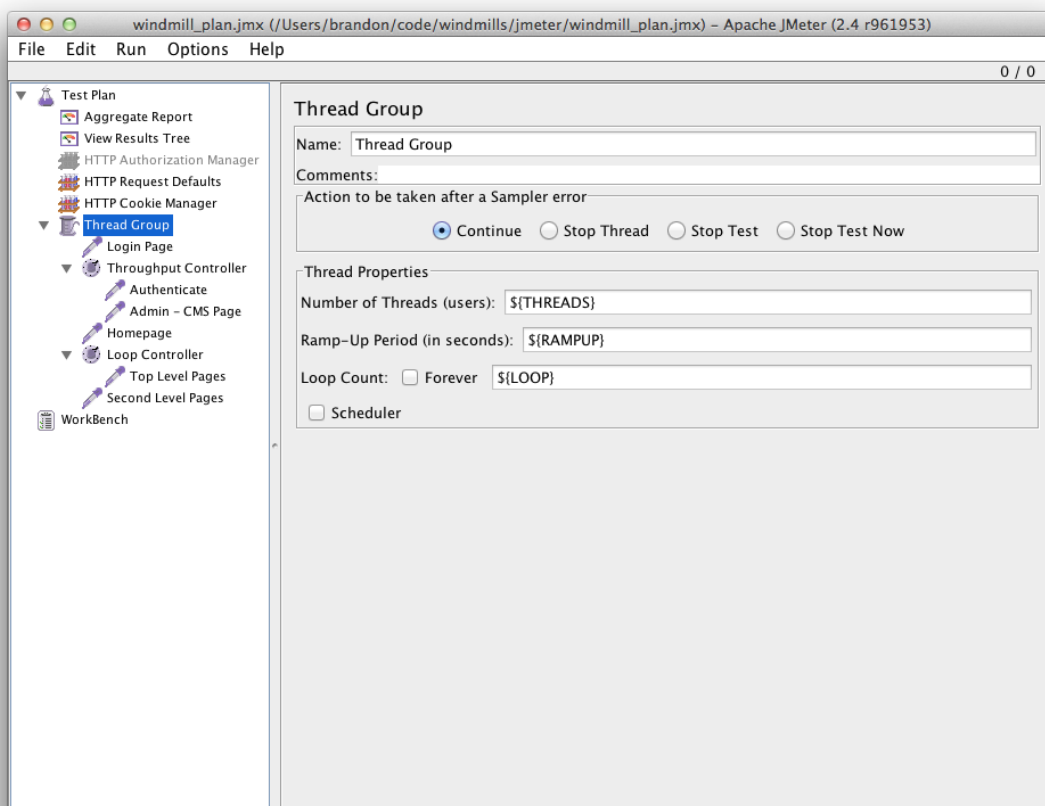 windmill_plan.jmx (/Users/brandon/code/windmills/jmeter/windmill_plan.jmx) – Apache JMeter (2.4 r961953)
File Edit Run Options Help
0 / 0
Test Plan
Aggregate Report
View Results Tree
HTTP Authorization Manager
HTTP Request Defaults
HTTP Cookie Manager
Thread Group
Login Page
Throughput Controller
Authenticate
Admin – CMS Page
Homepage
Loop Controller
Top Level Pages
Second Level Pages
WorkBench
Thread Group
Name: Thread Group
Comments:
Action to be taken after a Sampler error
Continue Stop Thread Stop Test Stop Test Now
Thread Properties
Number of Threads (users): ${THREADS}
Ramp-Up Period (in seconds): ${RAMPUP}
Loop Count: Forever ${LOOP}
Scheduler